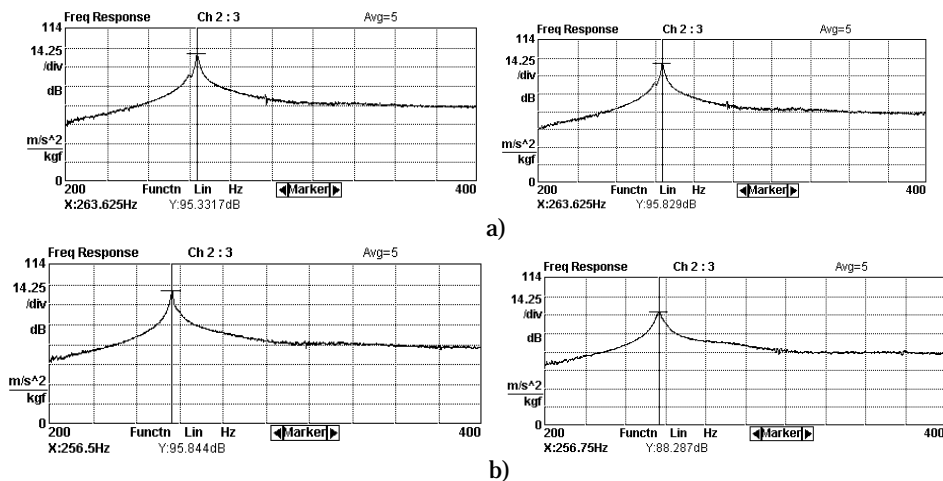 Freq Response Ch 2 : 3 Avg=5
114
14.25
/div
dB
m/s^2
kgf
0
200 Functn Lin Hz Marker 400
X:263.625Hz Y:95.3317dB
Freq Response Ch 2 : 3 Avg=5
114
14.25
/div
dB
m/s^2
kgf
0
200 Functn Lin Hz Marker 400
X:263.625Hz Y:95.829dB
a)
Freq Response Ch 2 : 3 Avg=5
114
14.25
/div
dB
m/s^2
kgf
0
200 Functn Lin Hz Marker 400
X:256.5Hz Y:95.844dB
Freq Response Ch 2 : 3 Avg=5
114
14.25
/div
dB
m/s^2
kgf
0
200 Functn Lin Hz Marker 400
X:256.75Hz Y:88.287dB
b)